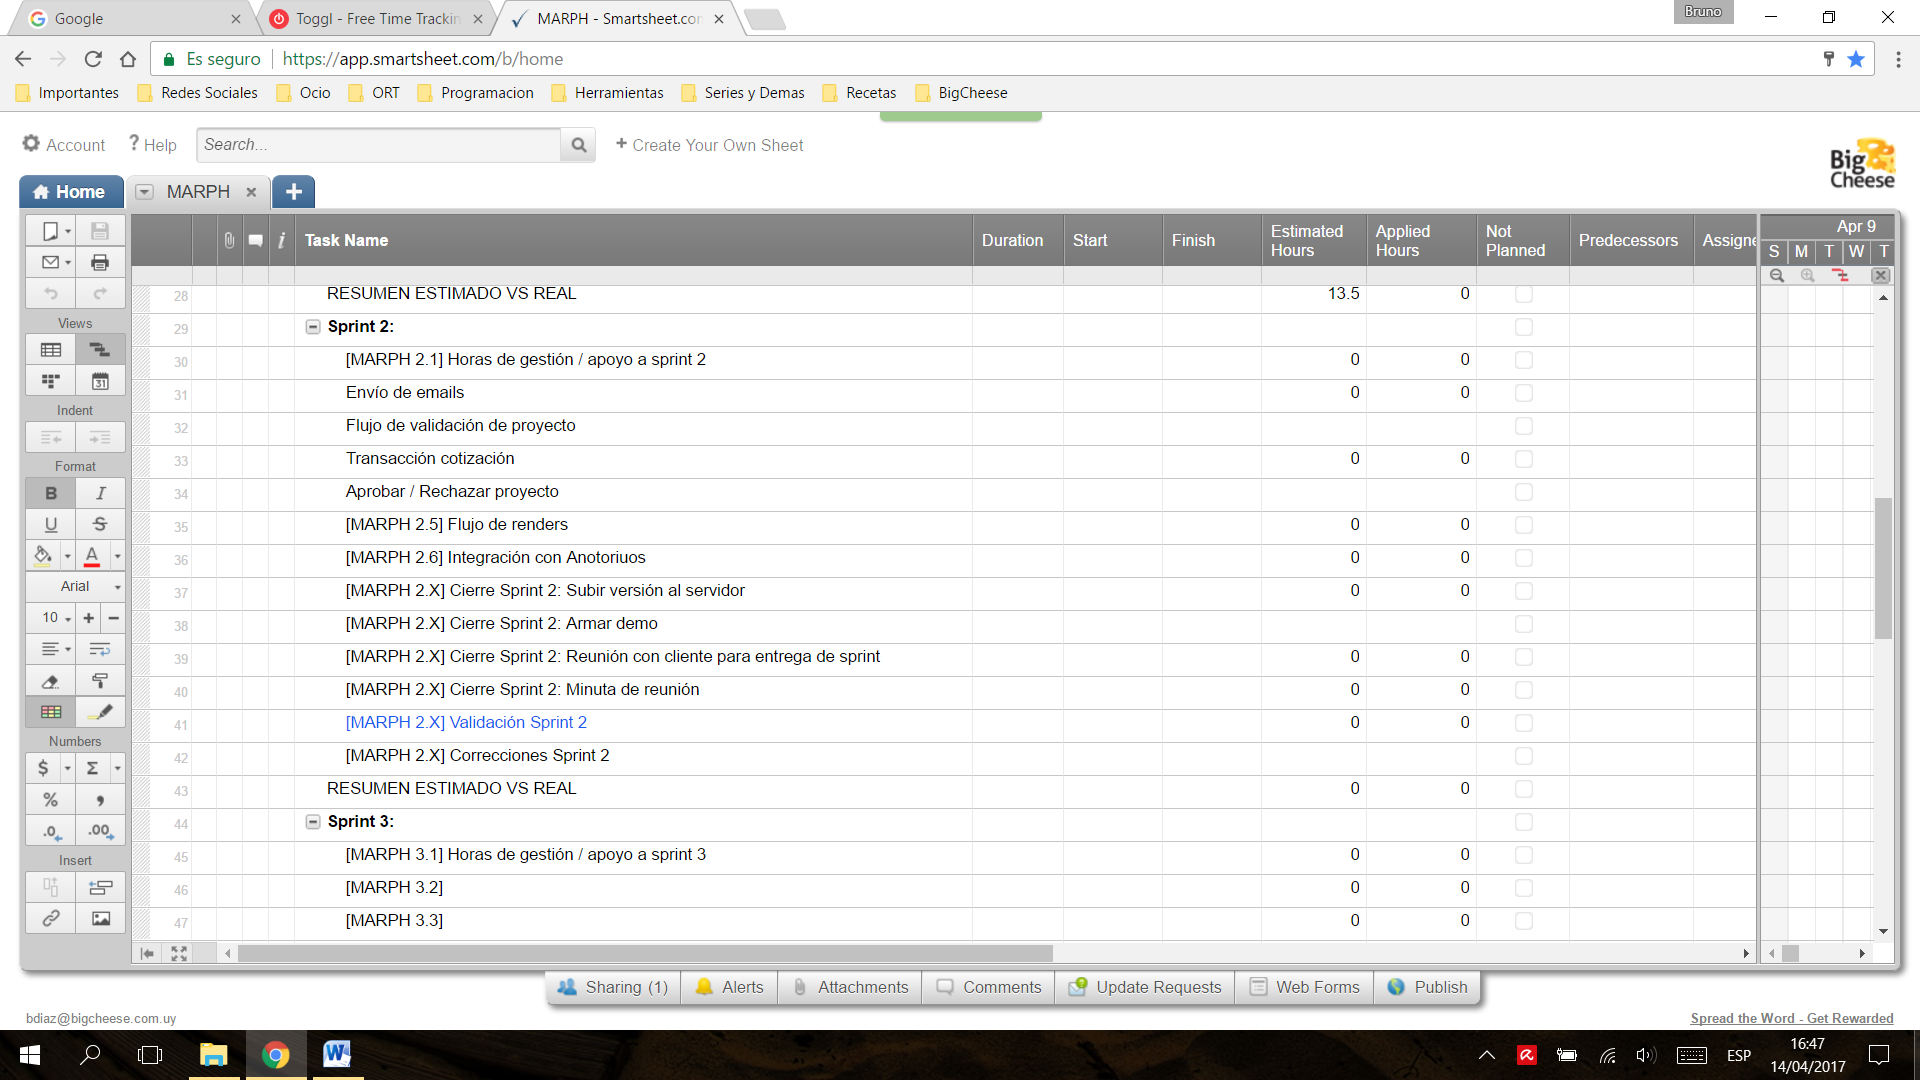 Google
Toggl - Free Time Trackin
MARPH - Smartsheet.co
Bruno
Es seguro
https://app.smartsheet.com/b/home
Importantes
Redes Sociales
Ocio
ORT
Programacion
Herramientas
Series y Demas
Recetas
BigCheese
Account
? Help
Search...
+ Create Your Own Sheet
Big
Cheese
Home
MARPH
Task Name
Duration
Start
Finish
Estimated
Hours
Applied
Hours
Not
Planned
Predecessors
Assigne
Apr 9
S M T W T
28 RESUMEN ESTIMADO VS REAL 13.5 0
29 Sprint 2:
30 [MARPH 2.1] Horas de gestión / apoyo a sprint 2 0 0
31 Envío de emails 0 0
32 Flujo de validación de proyecto
33 Transacción cotización 0 0
34 Aprobar / Rechazar proyecto
35 [MARPH 2.5] Flujo de renders 0 0
36 [MARPH 2.6] Integración con Anotoriuos 0 0
37 [MARPH 2.X] Cierre Sprint 2: Subir versión al servidor 0 0
38 [MARPH 2.X] Cierre Sprint 2: Armar demo
39 [MARPH 2.X] Cierre Sprint 2: Reunión con cliente para entrega de sprint 0 0
40 [MARPH 2.X] Cierre Sprint 2: Minuta de reunión 0 0
41 [MARPH 2.X] Validación Sprint 2 0 0
42 [MARPH 2.X] Correcciones Sprint 2
43 RESUMEN ESTIMADO VS REAL 0 0
44 Sprint 3:
45 [MARPH 3.1] Horas de gestión / apoyo a sprint 3 0 0
46 [MARPH 3.2] 0 0
47 [MARPH 3.3] 0 0
Views
31
Indent
Format
B I
U S
A
Arial
10 + −
Numbers
$ Σ
% ,
.0 .00
Insert
Sharing (1)
Alerts
Attachments
Comments
Update Requests
Web Forms
Publish
bdiaz@bigcheese.com.uy
Spread the Word - Get Rewarded
ESP
16:47
14/04/2017